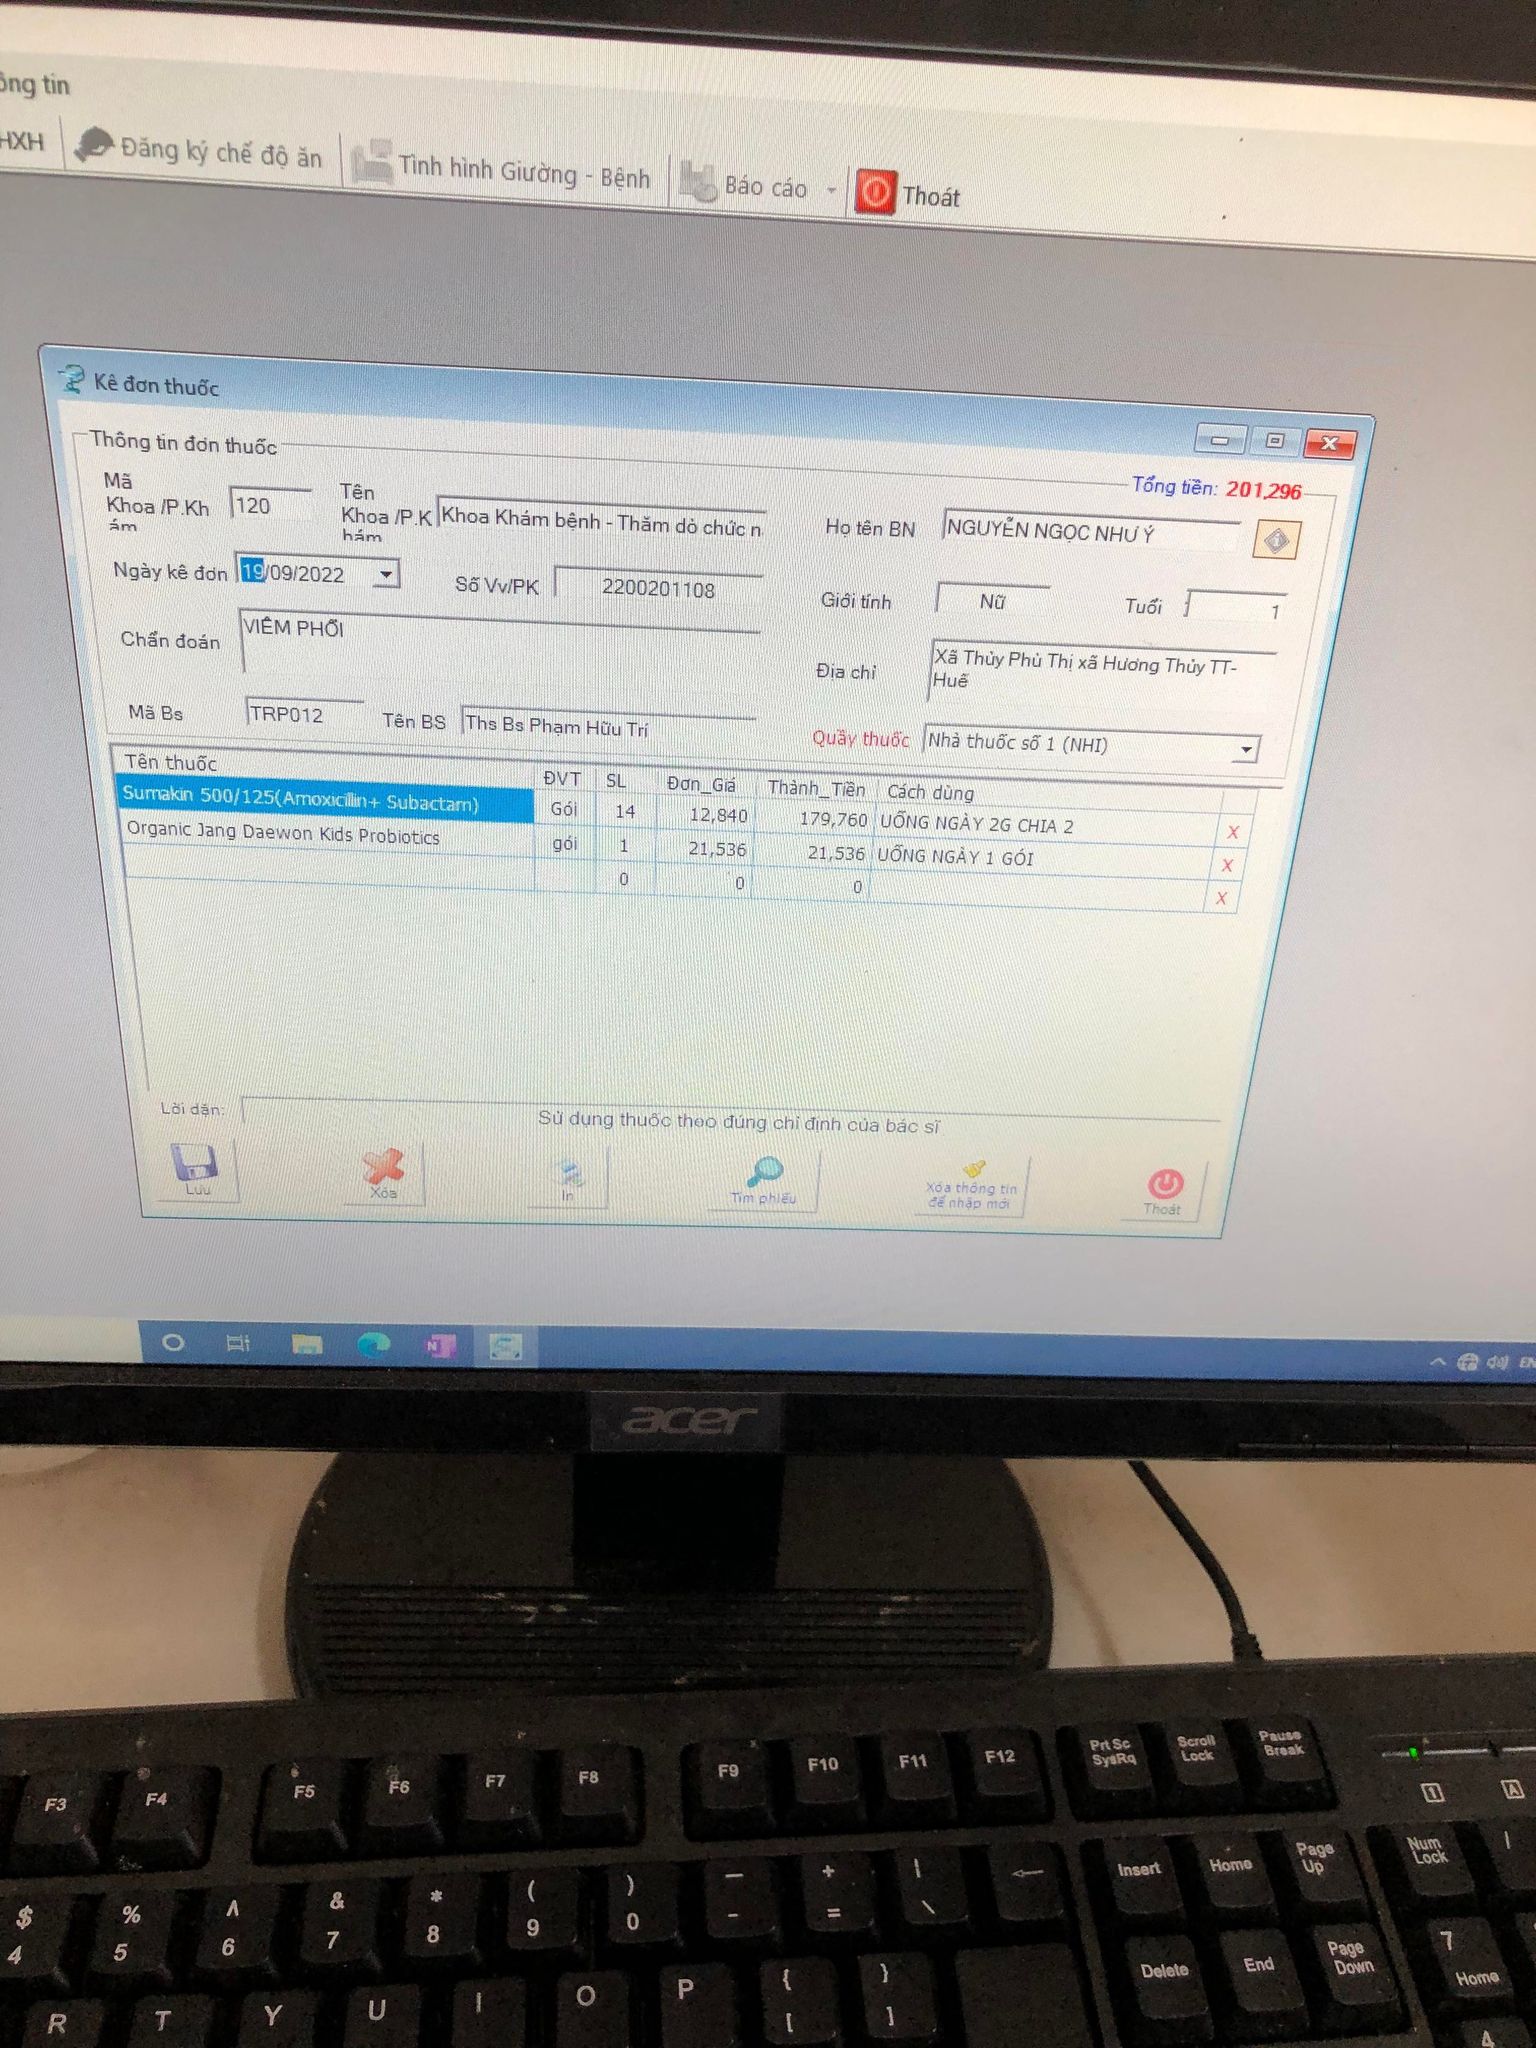 ông tin
HXH
Đăng ký chế độ ăn
Tình hình Giường - Bệnh
Báo cáo
Thoát
Kê đơn thuốc
Thông tin đơn thuốc
Tổng tiền: 201,296
Mã Khoa /P.Kh ám
120
Tên Khoa /P.K hám
Khoa Khám bệnh - Thăm dò chức n
Họ tên BN
NGUYỄN NGỌC NHƯ Ý
Ngày kê đơn
19/09/2022
Số Vv/PK
2200201108
Giới tính
Nữ
Tuổi
1
Chẩn đoán
VIÊM PHỔI
Địa chỉ
Xã Thủy Phù Thị xã Hương Thủy TT-
Huế
Mã Bs
TRP012
Tên BS
Ths Bs Phạm Hữu Trí
Quầy thuốc
Nhà thuốc số 1 (NHI)
Tên thuốc ĐVT SL Đơn_Giá Thành_Tiền Cách dùng
Sumakin 500/125(Amoxicillin+ Subactam) Gói 14 12,840 179,760 UỐNG NGÀY 2G CHIA 2 X
Organic Jang Daewon Kids Probiotics gói 1 21,536 21,536 UỐNG NGÀY 1 GÓI X
0 0 0 X
Lời dặn:
Sử dụng thuốc theo đúng chỉ định của bác sĩ
Lưu
Xóa
In
Tìm phiếu
Xóa thông tin
để nhập mới
Thoát
N
EN
acer
F3 F4 F5 F6 F7 F8 F9 F10 F11 F12
Prt Sc
SysRq
Scroll
Lock
Pause
Break
1 A
$ % ^ & * ( ) _ + |
4 5 6 7 8 9 0 - = \ ←
Insert Home Page
Up
Num
Lock
R T Y U I O P { }
[ ]
Delete End Page
Down
7
Home
4